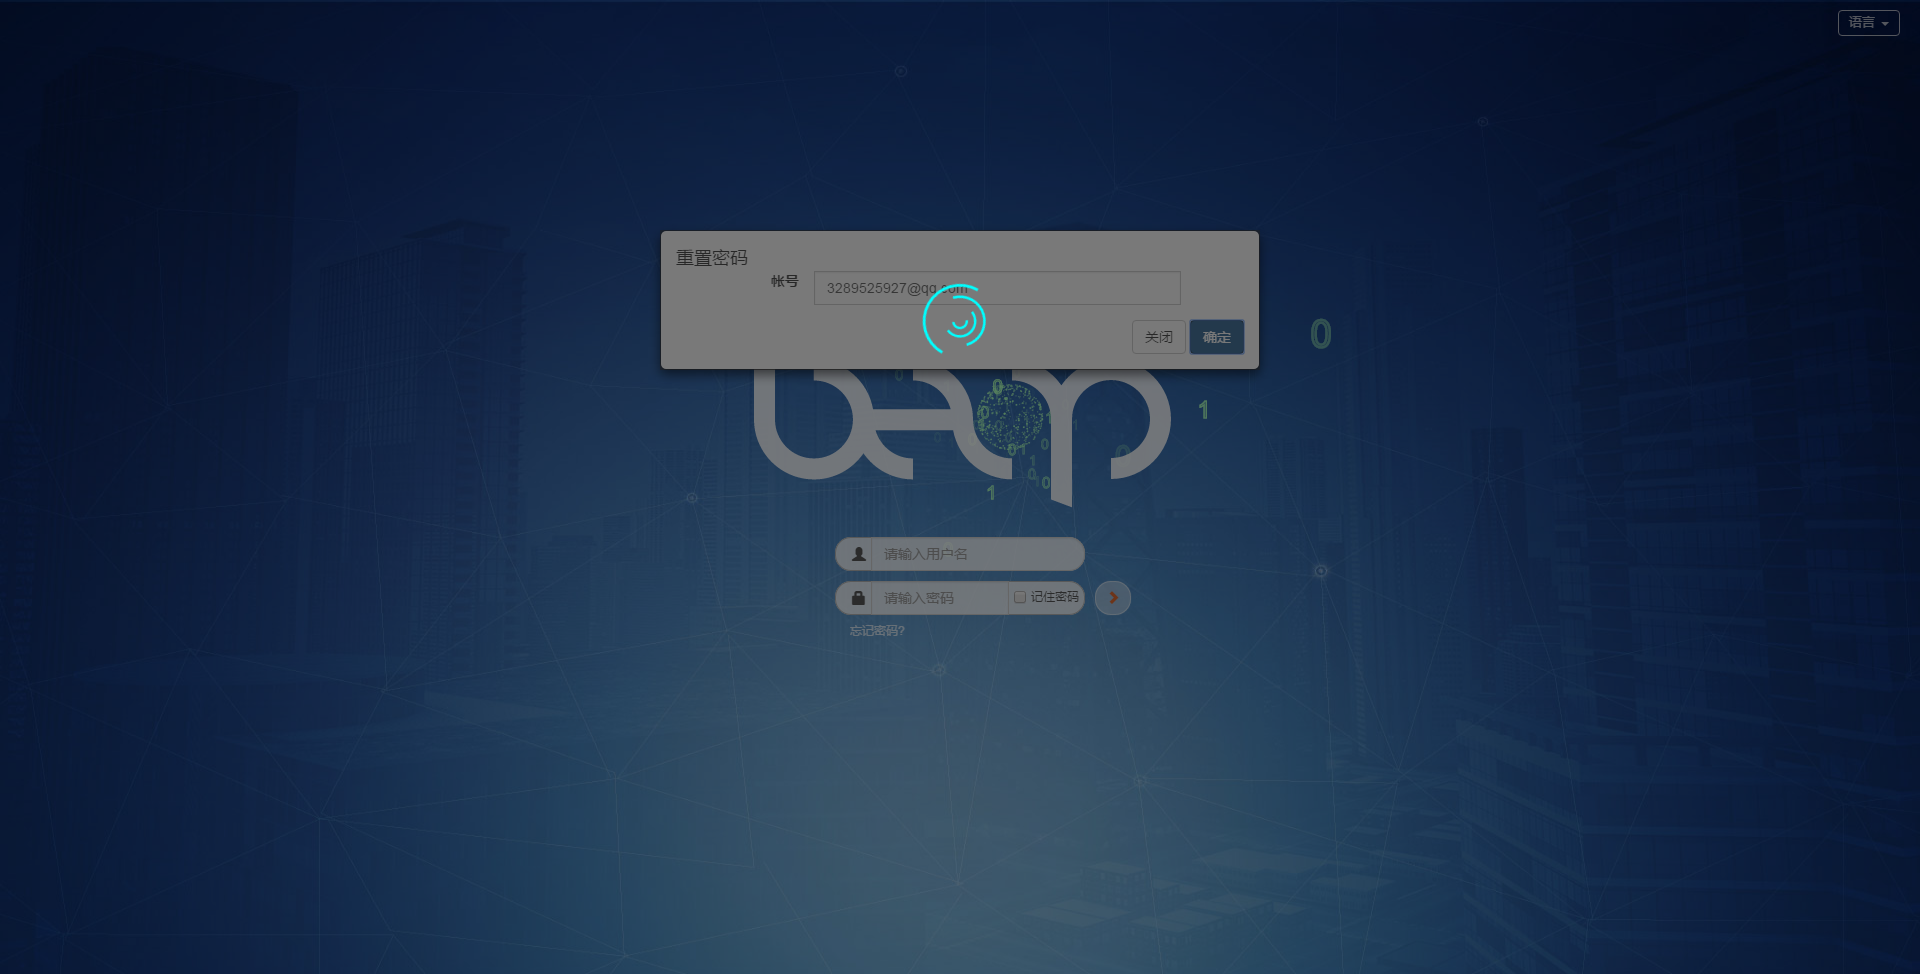 语言
重置密码
帐号
3289525927@qq.com
关闭 确定
beop
请输入用户名
请输入密码 记住密码
忘记密码?